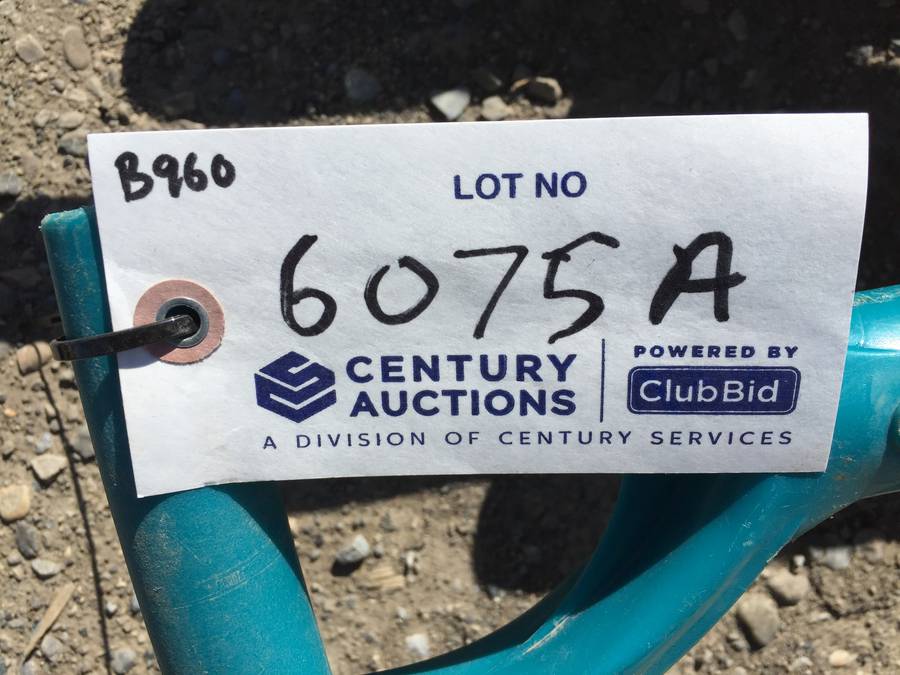 B960
LOT NO
6075A
CENTURY
AUCTIONS
POWERED BY
ClubBid
A DIVISION OF CENTURY SERVICES